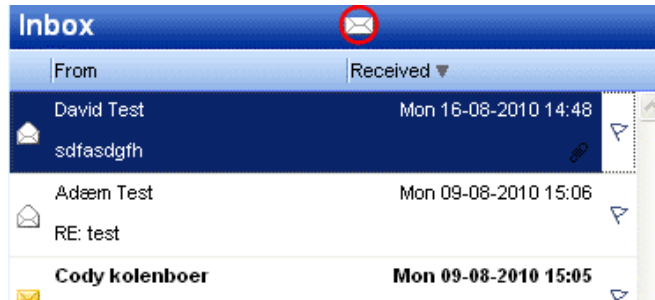 Inbox
From Received
David Test Mon 16-08-2010 14:48
sdfasdgfh
Adæm Test Mon 09-08-2010 15:06
RE: test
Cody kolenboer Mon 09-08-2010 15:05